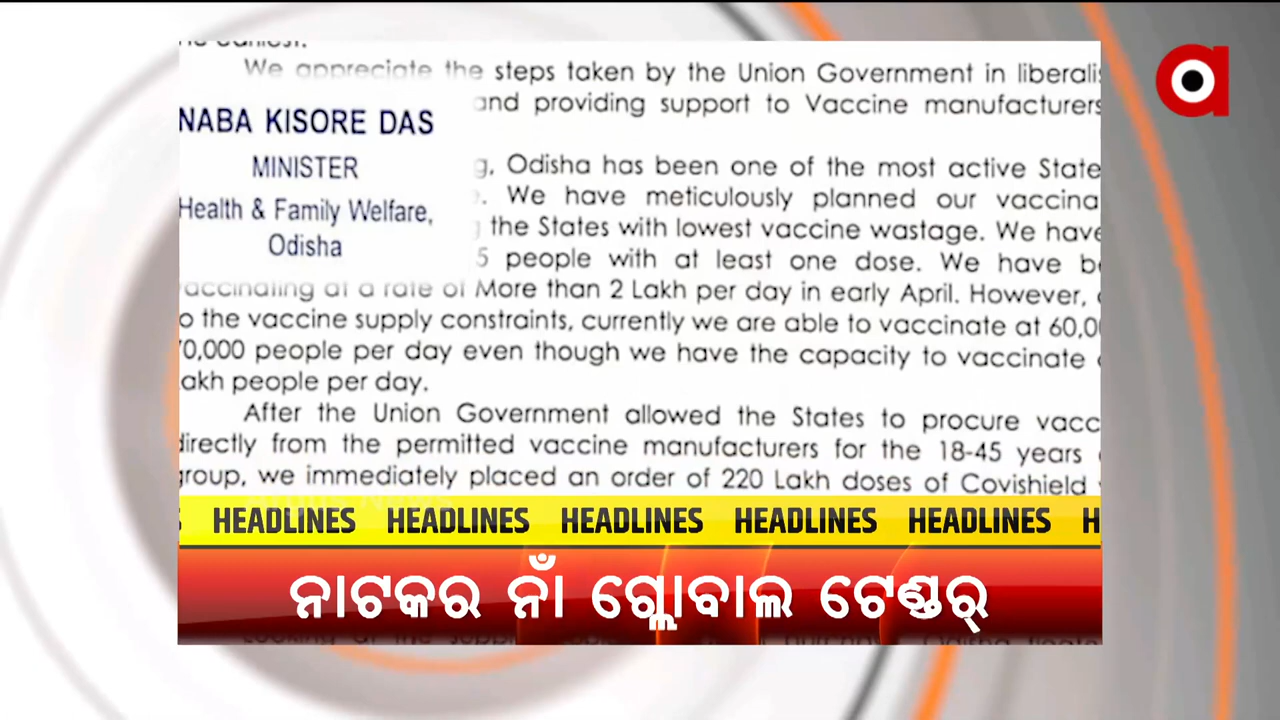 We appreciate the steps taken by the Union Government in
and providing support to Vaccine manufacturers
NABA KISORE DAS
MINISTER
Health & Family Welfare,
Odisha
Odisha has been one of the most active State
We have meticulously planned our
the States with lowest vaccine wastage. We have
5 people with at least one dose. We have
at a rate of More than 2 Lakh per day in early April. However,
the vaccine supply constraints, currently we are able to vaccinate at
0,000 people per day even though we have the capacity to vaccinate
akh people per day.
After the Union Government allowed the States to procure
directly from the permitted vaccine manufacturers for the 18-45 years
group, we immediately placed an order of 220 Lakh doses of Covishield
HEADLINES HEADLINES HEADLINES HEADLINES HEADLINES H
ନାଟକର ନାଁ ଗ୍ଲୋବାଲ ଟେଣ୍ଡର୍